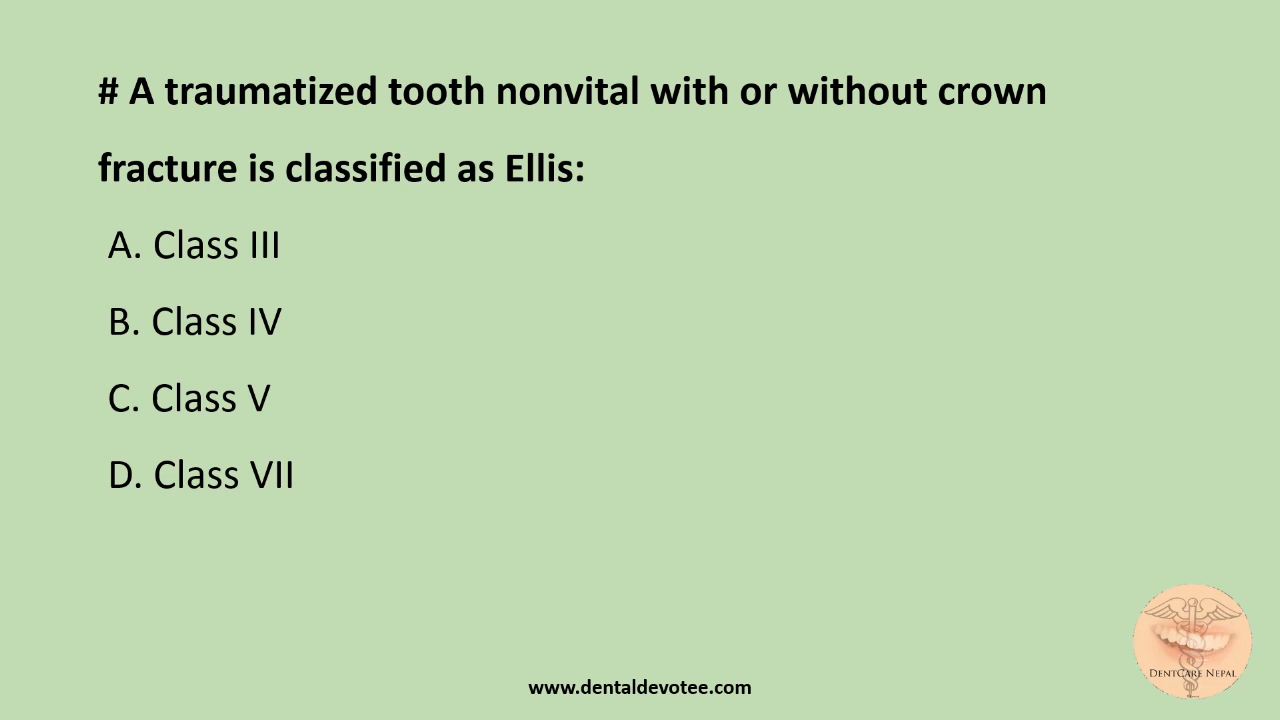 # A traumatized tooth nonvital with or without crown
fracture is classified as Ellis:
A. Class III
B. Class IV
C. Class V
D. Class VII
DENTCARE NEPAL
www.dentaldevotee.com